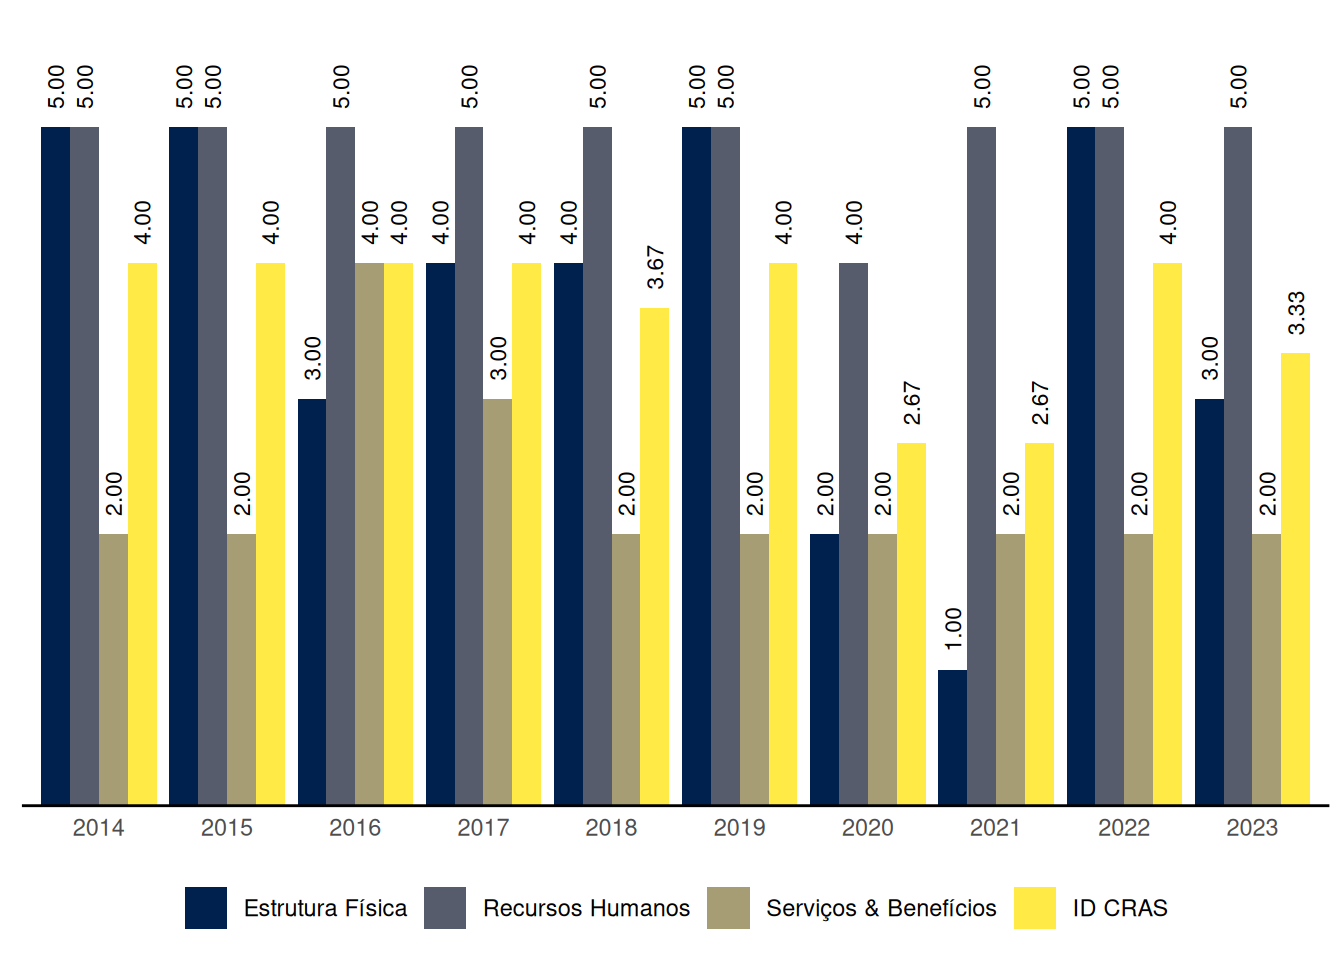 5.00 5.00 2.00 4.00
5.00 5.00 2.00 4.00
3.00 5.00 4.00 4.00
4.00 5.00 3.00 4.00
4.00 5.00 2.00 3.67
5.00 5.00 2.00 4.00
2.00 4.00 2.00 2.67
1.00 5.00 2.00 2.67
5.00 5.00 2.00 4.00
3.00 5.00 2.00 3.33
2014 2015 2016 2017 2018 2019 2020 2021 2022 2023
Estrutura Física Recursos Humanos Serviços & Benefícios ID CRAS